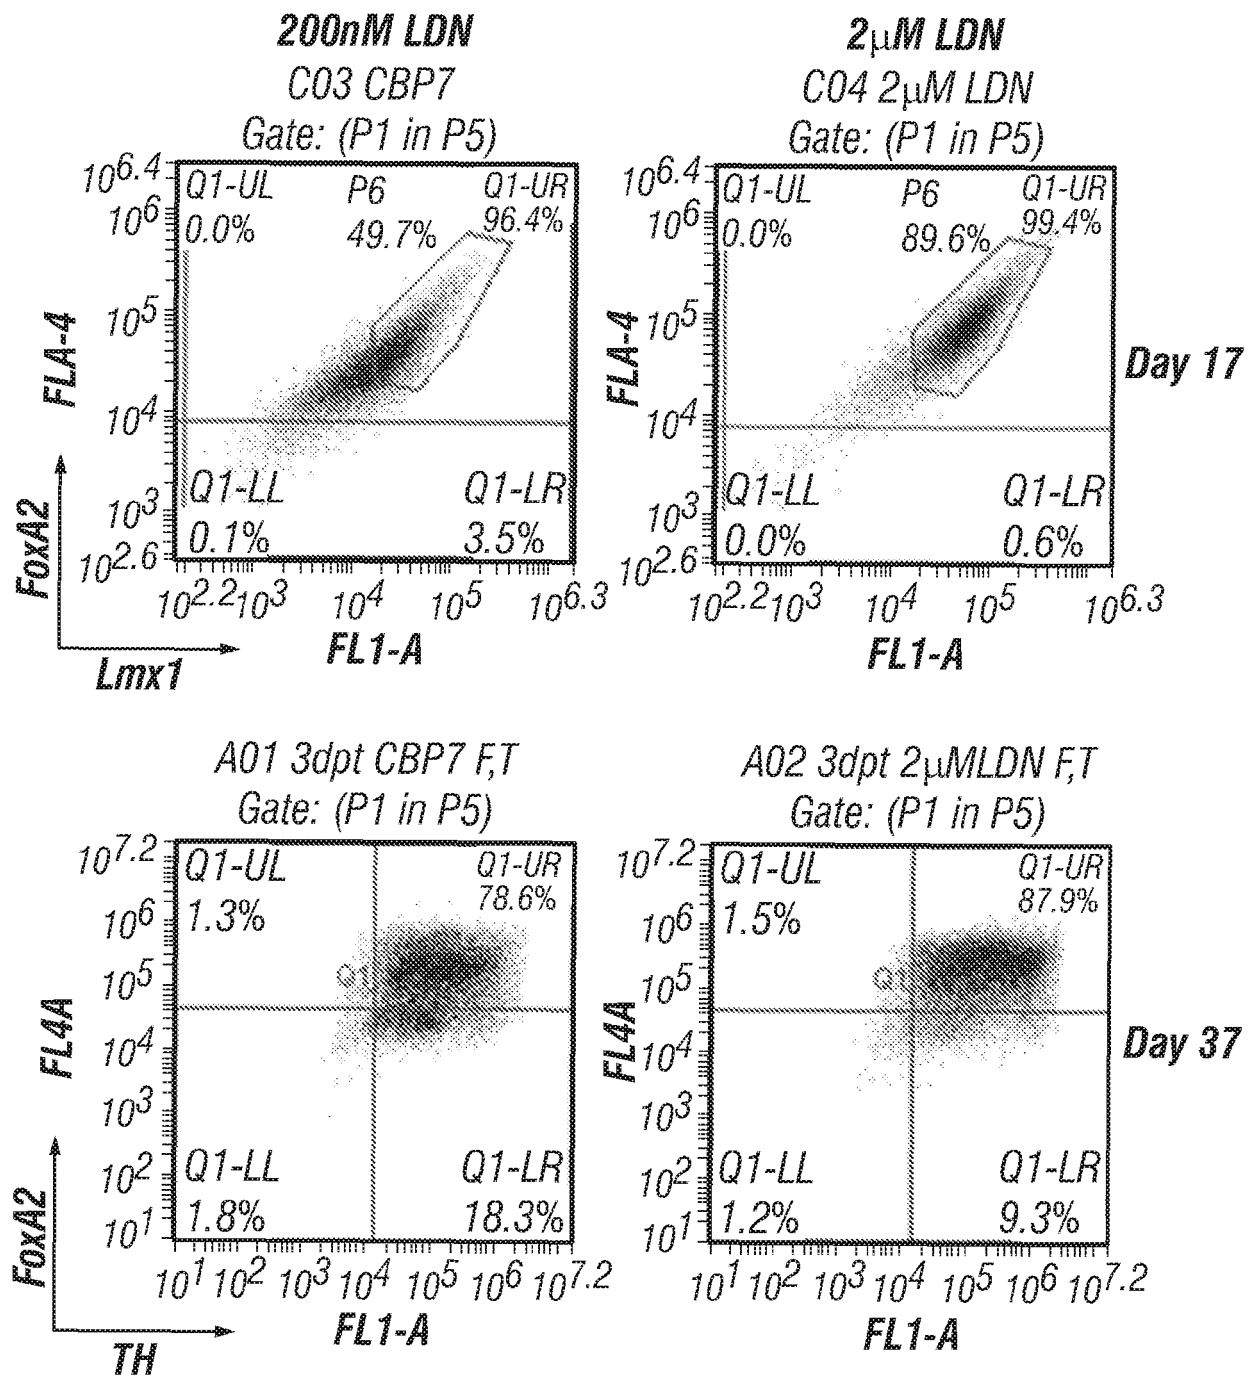 200nM LDN
C03 CBP7
Gate: (P1 in P5)
10^6.4
10^6
10^5
10^4
10^3
10^2.6
Q1-UL
0.0%
P6
49.7%
Q1-UR
96.4%
Q1-LL
0.1%
Q1-LR
3.5%
FLA-4
10^2.2
10^3
10^4
10^5
10^6.3
FL1-A
FoxA2
Lmx1
2µM LDN
C04 2µM LDN
Gate: (P1 in P5)
10^6.4
10^6
10^5
10^4
10^3
10^2.6
Q1-UL
0.0%
P6
89.6%
Q1-UR
99.4%
Q1-LL
0.0%
Q1-LR
0.6%
FLA-4
10^2.2
10^3
10^4
10^5
10^6.3
FL1-A
Day 17
A01 3dpt CBP7 F,T
Gate: (P1 in P5)
10^7.2
10^6
10^5
10^4
10^3
10^2
10^1
Q1-UL
1.3%
Q1-UR
78.6%
Q1
Q1-LL
1.8%
Q1-LR
18.3%
FL4A
10^1
10^2
10^3
10^4
10^5
10^6
10^7.2
FL1-A
FoxA2
TH
A02 3dpt 2µMLDN F,T
Gate: (P1 in P5)
10^7.2
10^6
10^5
10^4
10^3
10^2
10^1
Q1-UL
1.5%
Q1-UR
87.9%
Q1
Q1-LL
1.2%
Q1-LR
9.3%
FL4A
10^1
10^2
10^3
10^4
10^5
10^6
10^7.2
FL1-A
Day 37